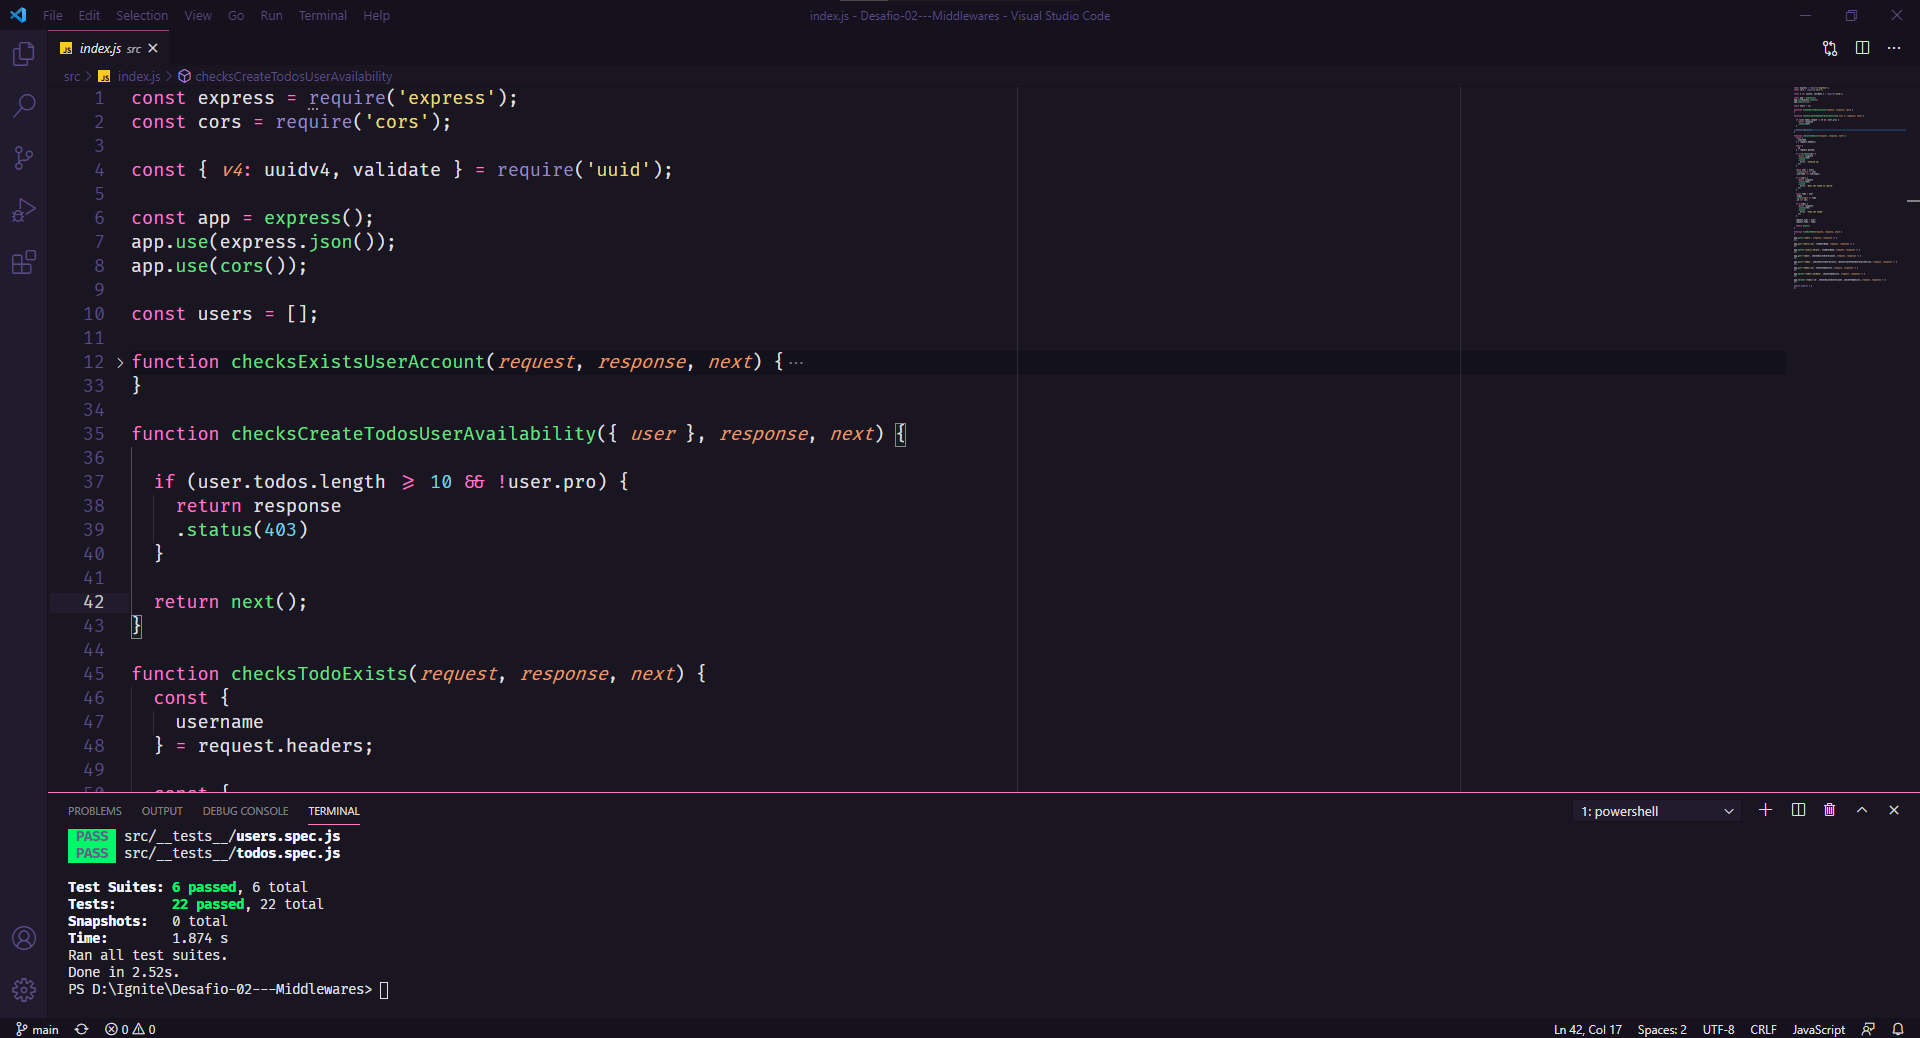 File Edit Selection View Go Run Terminal Help
index.js - Desafio-02---Middlewares - Visual Studio Code
JS index.js src
src > JS index.js > checksCreateTodosUserAvailability
1 const express = require('express');
2 const cors = require('cors');
3
4 const { v4: uuidv4, validate } = require('uuid');
5
6 const app = express();
7 app.use(express.json());
8 app.use(cors());
9
10 const users = [];
11
12 > function checksExistsUserAccount(request, response, next) { ...
33 }
34
35 function checksCreateTodosUserAvailability({ user }, response, next) {
36
37 if (user.todos.length >= 10 && !user.pro) {
38 return response
39 .status(403)
40 }
41
42 return next();
43 }
44
45 function checksTodoExists(request, response, next) {
46 const {
47 username
48 } = request.headers;
49
50 const {
PROBLEMS OUTPUT DEBUG CONSOLE TERMINAL
1: powershell
PASS src/__tests__/users.spec.js
PASS src/__tests__/todos.spec.js
Test Suites: 6 passed, 6 total
Tests: 22 passed, 22 total
Snapshots: 0 total
Time: 1.874 s
Ran all test suites.
Done in 2.52s.
PS D:\Ignite\Desafio-02---Middlewares>
main 0 0
Ln 42, Col 17 Spaces: 2 UTF-8 CRLF JavaScript